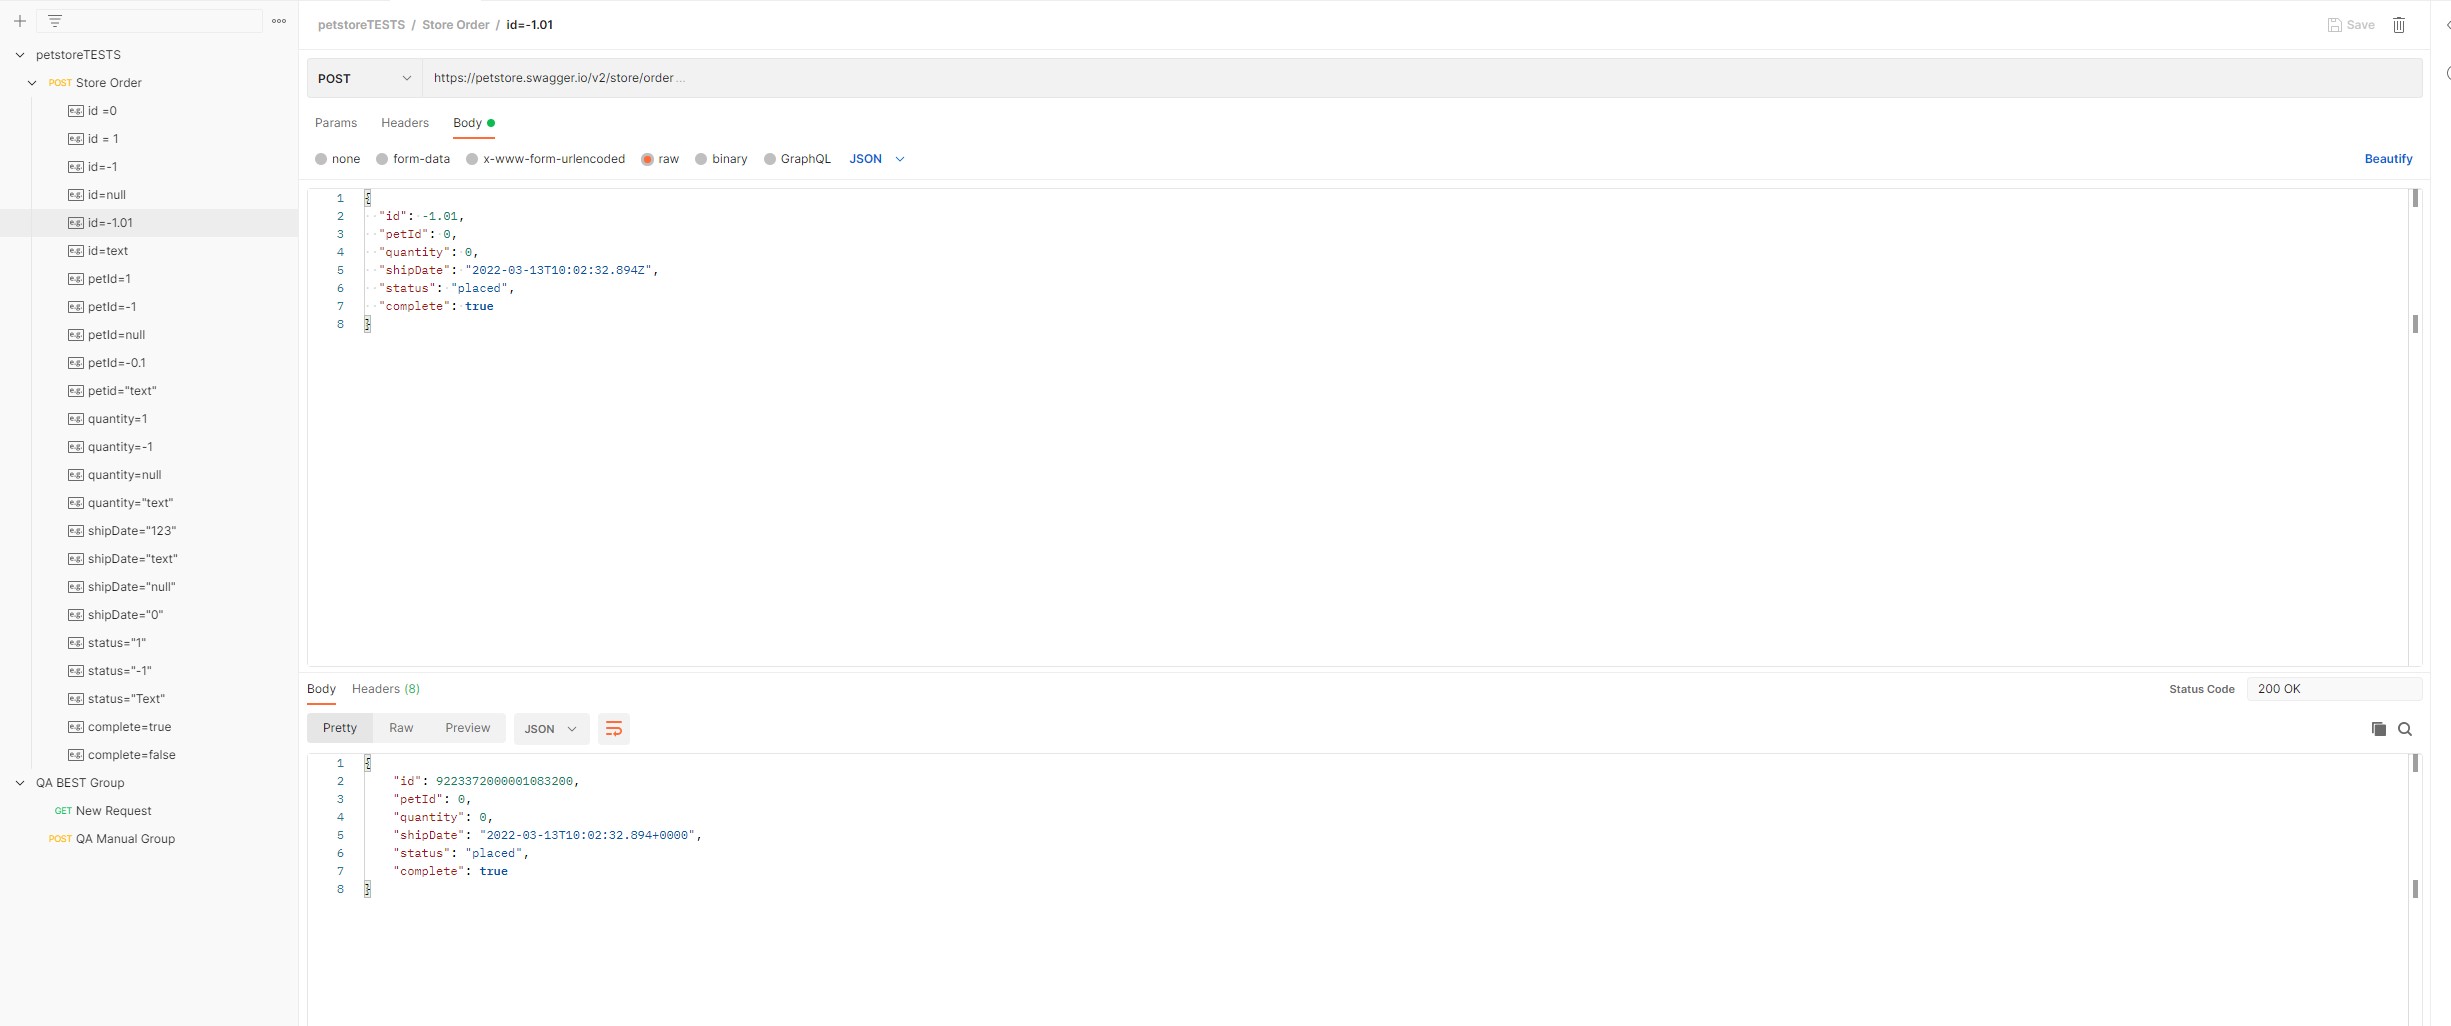 petstoreTESTS
POST Store Order
e.g. id =0
e.g. id = 1
e.g. id=-1
e.g. id=null
e.g. id=-1.01
e.g. id=text
e.g. petId=1
e.g. petId=-1
e.g. petId=null
e.g. petId=-0.1
e.g. petid="text"
e.g. quantity=1
e.g. quantity=-1
e.g. quantity=null
e.g. quantity="text"
e.g. shipDate="123"
e.g. shipDate="text"
e.g. shipDate="null"
e.g. shipDate="0"
e.g. status="1"
e.g. status="-1"
e.g. status="Text"
e.g. complete=true
e.g. complete=false
QA BEST Group
GET New Request
POST QA Manual Group
petstoreTESTS / Store Order / id=-1.01
Save
POST https://petstore.swagger.io/v2/store/order ...
Params Headers Body
none form-data x-www-form-urlencoded raw binary GraphQL JSON Beautify
1 {
2 "id": -1.01,
3 "petId": 0,
4 "quantity": 0,
5 "shipDate": "2022-03-13T10:02:32.894Z",
6 "status": "placed",
7 "complete": true
8 }
Body Headers (8) Status Code 200 OK
Pretty Raw Preview JSON
1 {
2 "id": 9223372000001083200,
3 "petId": 0,
4 "quantity": 0,
5 "shipDate": "2022-03-13T10:02:32.894+0000",
6 "status": "placed",
7 "complete": true
8 }